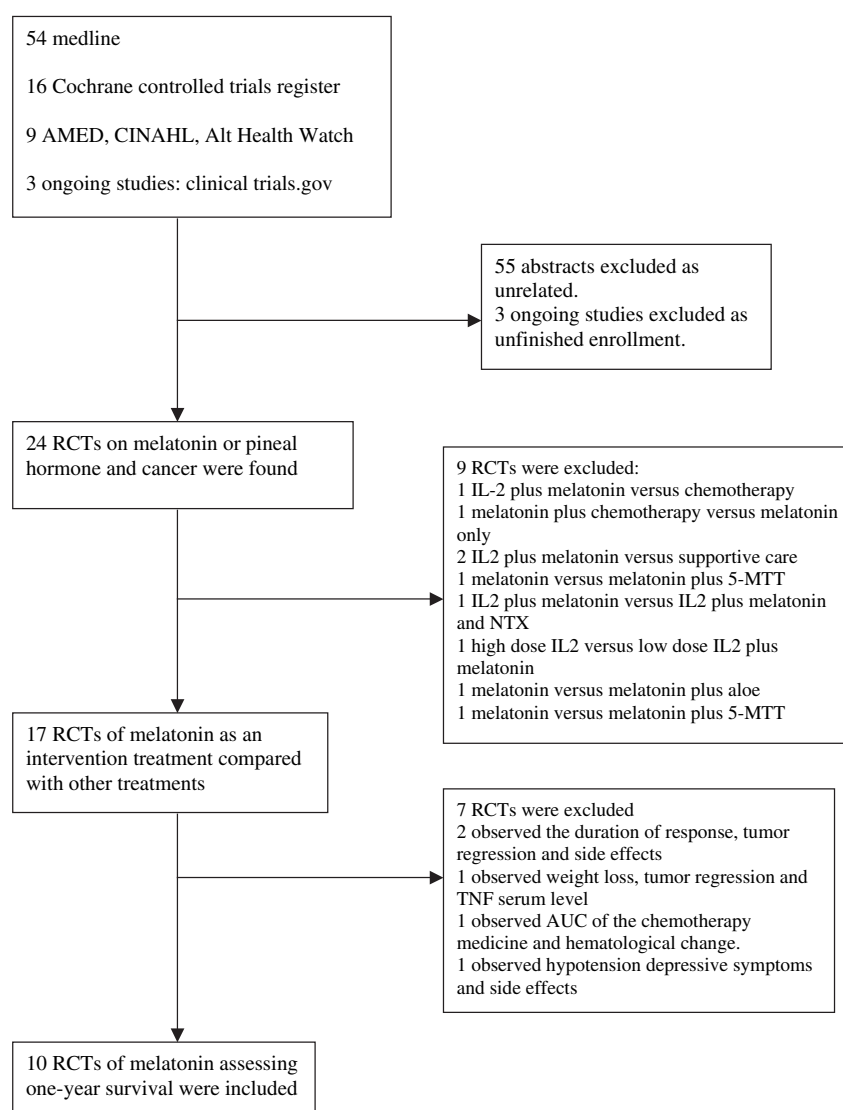 54 medline
16 Cochrane controlled trials register
9 AMED, CINAHL, Alt Health Watch
3 ongoing studies: clinical trials.gov
55 abstracts excluded as
unrelated.
3 ongoing studies excluded as
unfinished enrollment.
24 RCTs on melatonin or pineal
hormone and cancer were found
9 RCTs were excluded:
1 IL-2 plus melatonin versus chemotherapy
1 melatonin plus chemotherapy versus melatonin
only
2 IL2 plus melatonin versus supportive care
1 melatonin versus melatonin plus 5-MTT
1 IL2 plus melatonin versus IL2 plus melatonin
and NTX
1 high dose IL2 versus low dose IL2 plus
melatonin
1 melatonin versus melatonin plus aloe
1 melatonin versus melatonin plus 5-MTT
17 RCTs of melatonin as an
intervention treatment compared
with other treatments
7 RCTs were excluded
2 observed the duration of response, tumor
regression and side effects
1 observed weight loss, tumor regression and
TNF serum level
1 observed AUC of the chemotherapy
medicine and hematological change.
1 observed hypotension depressive symptoms
and side effects
10 RCTs of melatonin assessing
one-year survival were included